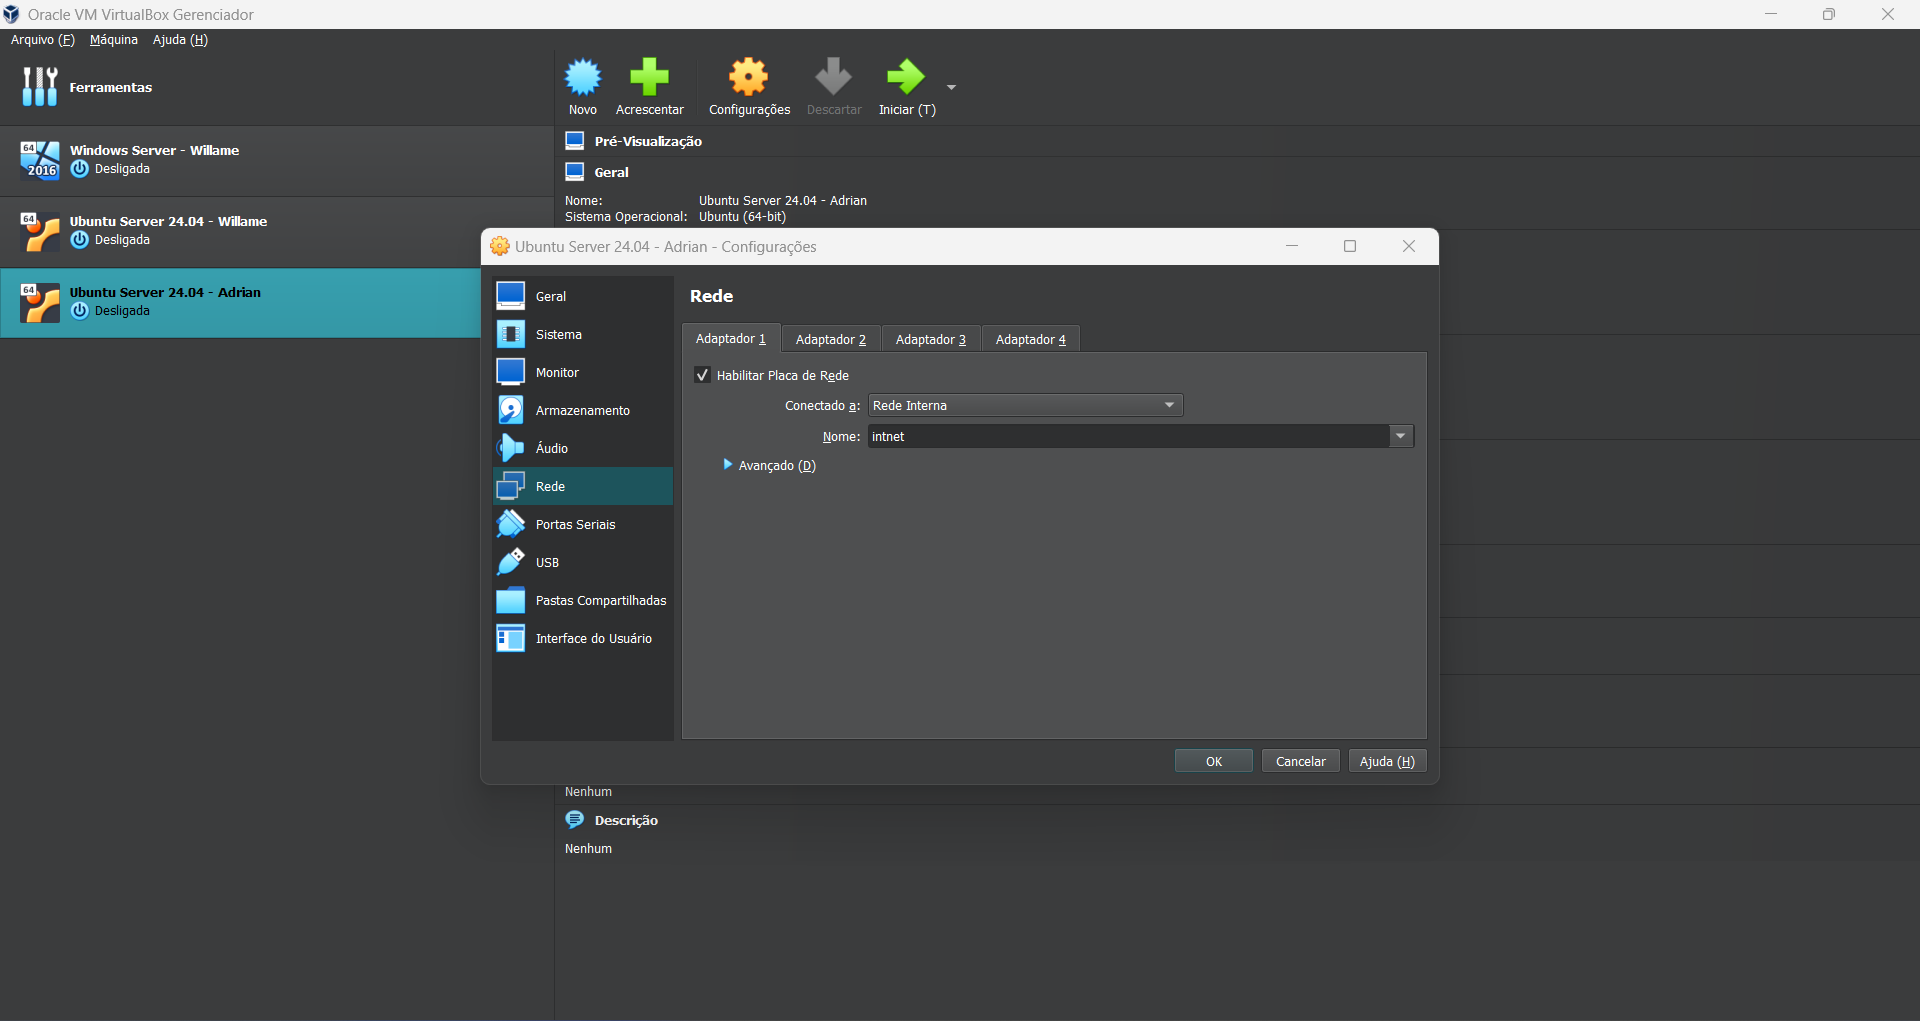 Oracle VM VirtualBox Gerenciador
Arquivo (F) Máquina Ajuda (H)
Ferramentas
Novo Acrescentar Configurações Descartar Iniciar (T)
64
2016
Windows Server - Willame
Desligada
64
Ubuntu Server 24.04 - Willame
Desligada
64
Ubuntu Server 24.04 - Adrian
Desligada
Pré-Visualização
Geral
Nome: Ubuntu Server 24.04 - Adrian
Sistema Operacional: Ubuntu (64-bit)
Ubuntu Server 24.04 - Adrian - Configurações
Geral
Sistema
Monitor
Armazenamento
Áudio
Rede
Portas Seriais
USB
Pastas Compartilhadas
Interface do Usuário
Rede
Adaptador 1 Adaptador 2 Adaptador 3 Adaptador 4
Habilitar Placa de Rede
Conectado a: Rede Interna
Nome: intnet
Avançado (D)
OK Cancelar Ajuda (H)
Nenhum
Descrição
Nenhum